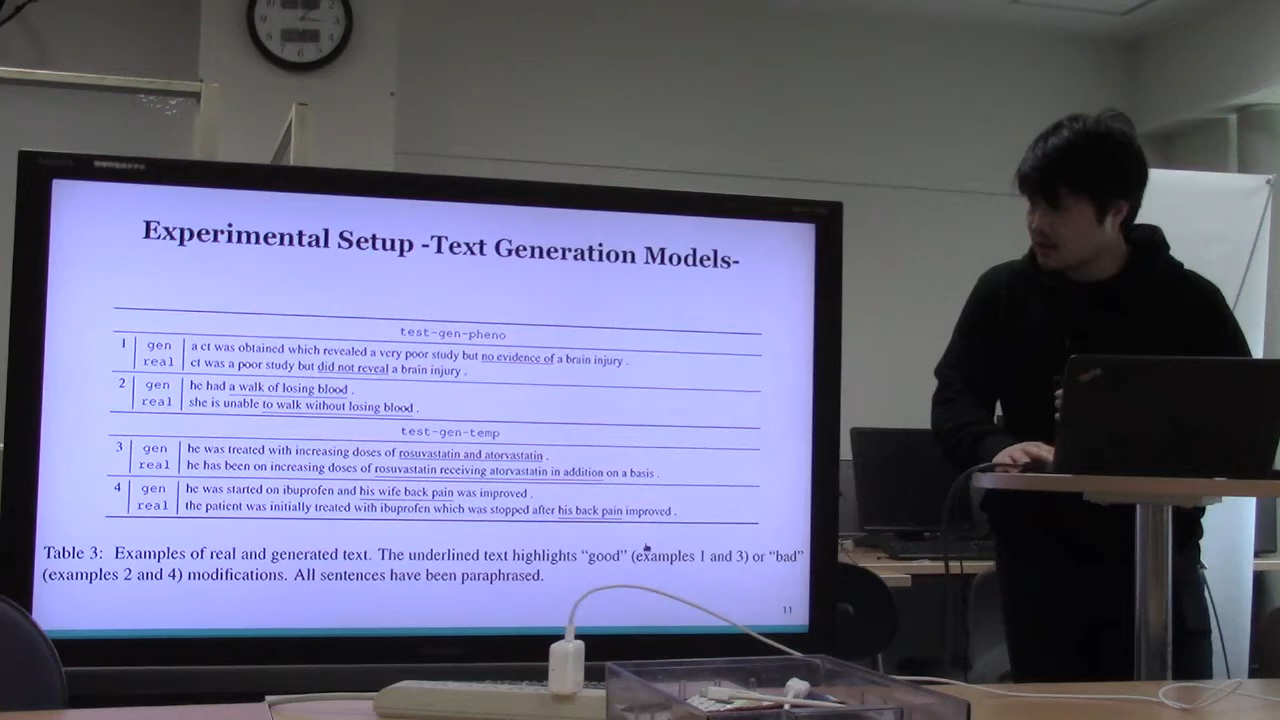 Experimental Setup -Text Generation Models-
test-gen-pheno
1 gen a ct was obtained which revealed a very poor study but no evidence of a brain injury .
real ct was a poor study but did not reveal a brain injury .
2 gen he had a walk of losing blood .
real she is unable to walk without losing blood .
test-gen-temp
3 gen he was treated with increasing doses of rosuvastatin and atorvastatin .
real he has been on increasing doses of rosuvastatin receiving atorvastatin in addition on a basis .
4 gen he was started on ibuprofen and his wife back pain was improved .
real the patient was initially treated with ibuprofen which was stopped after his back pain improved .
Table 3: Examples of real and generated text. The underlined text highlights “good” (examples 1 and 3) or “bad”
(examples 2 and 4) modifications. All sentences have been paraphrased.
11